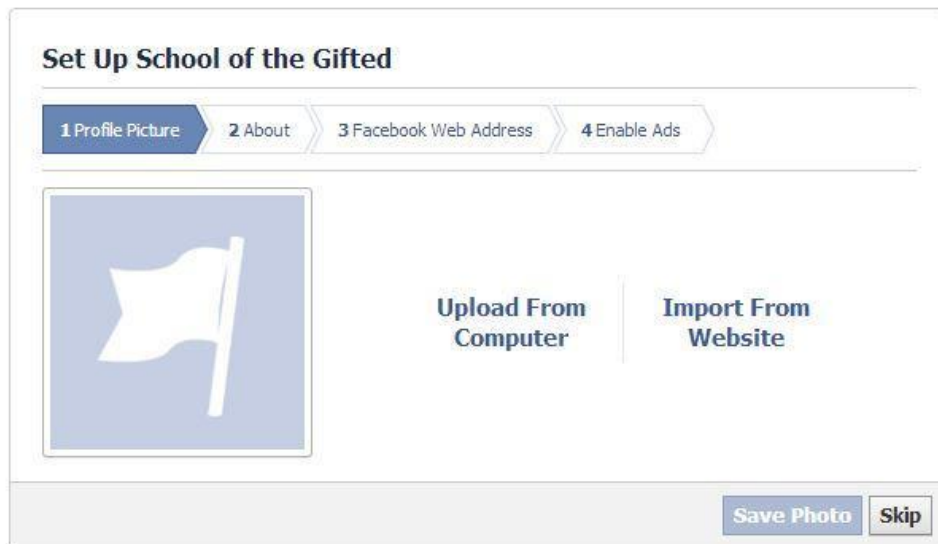 Set Up School of the Gifted
1 Profile Picture 2 About 3 Facebook Web Address 4 Enable Ads
Upload From
Computer
Import From
Website
Save Photo Skip